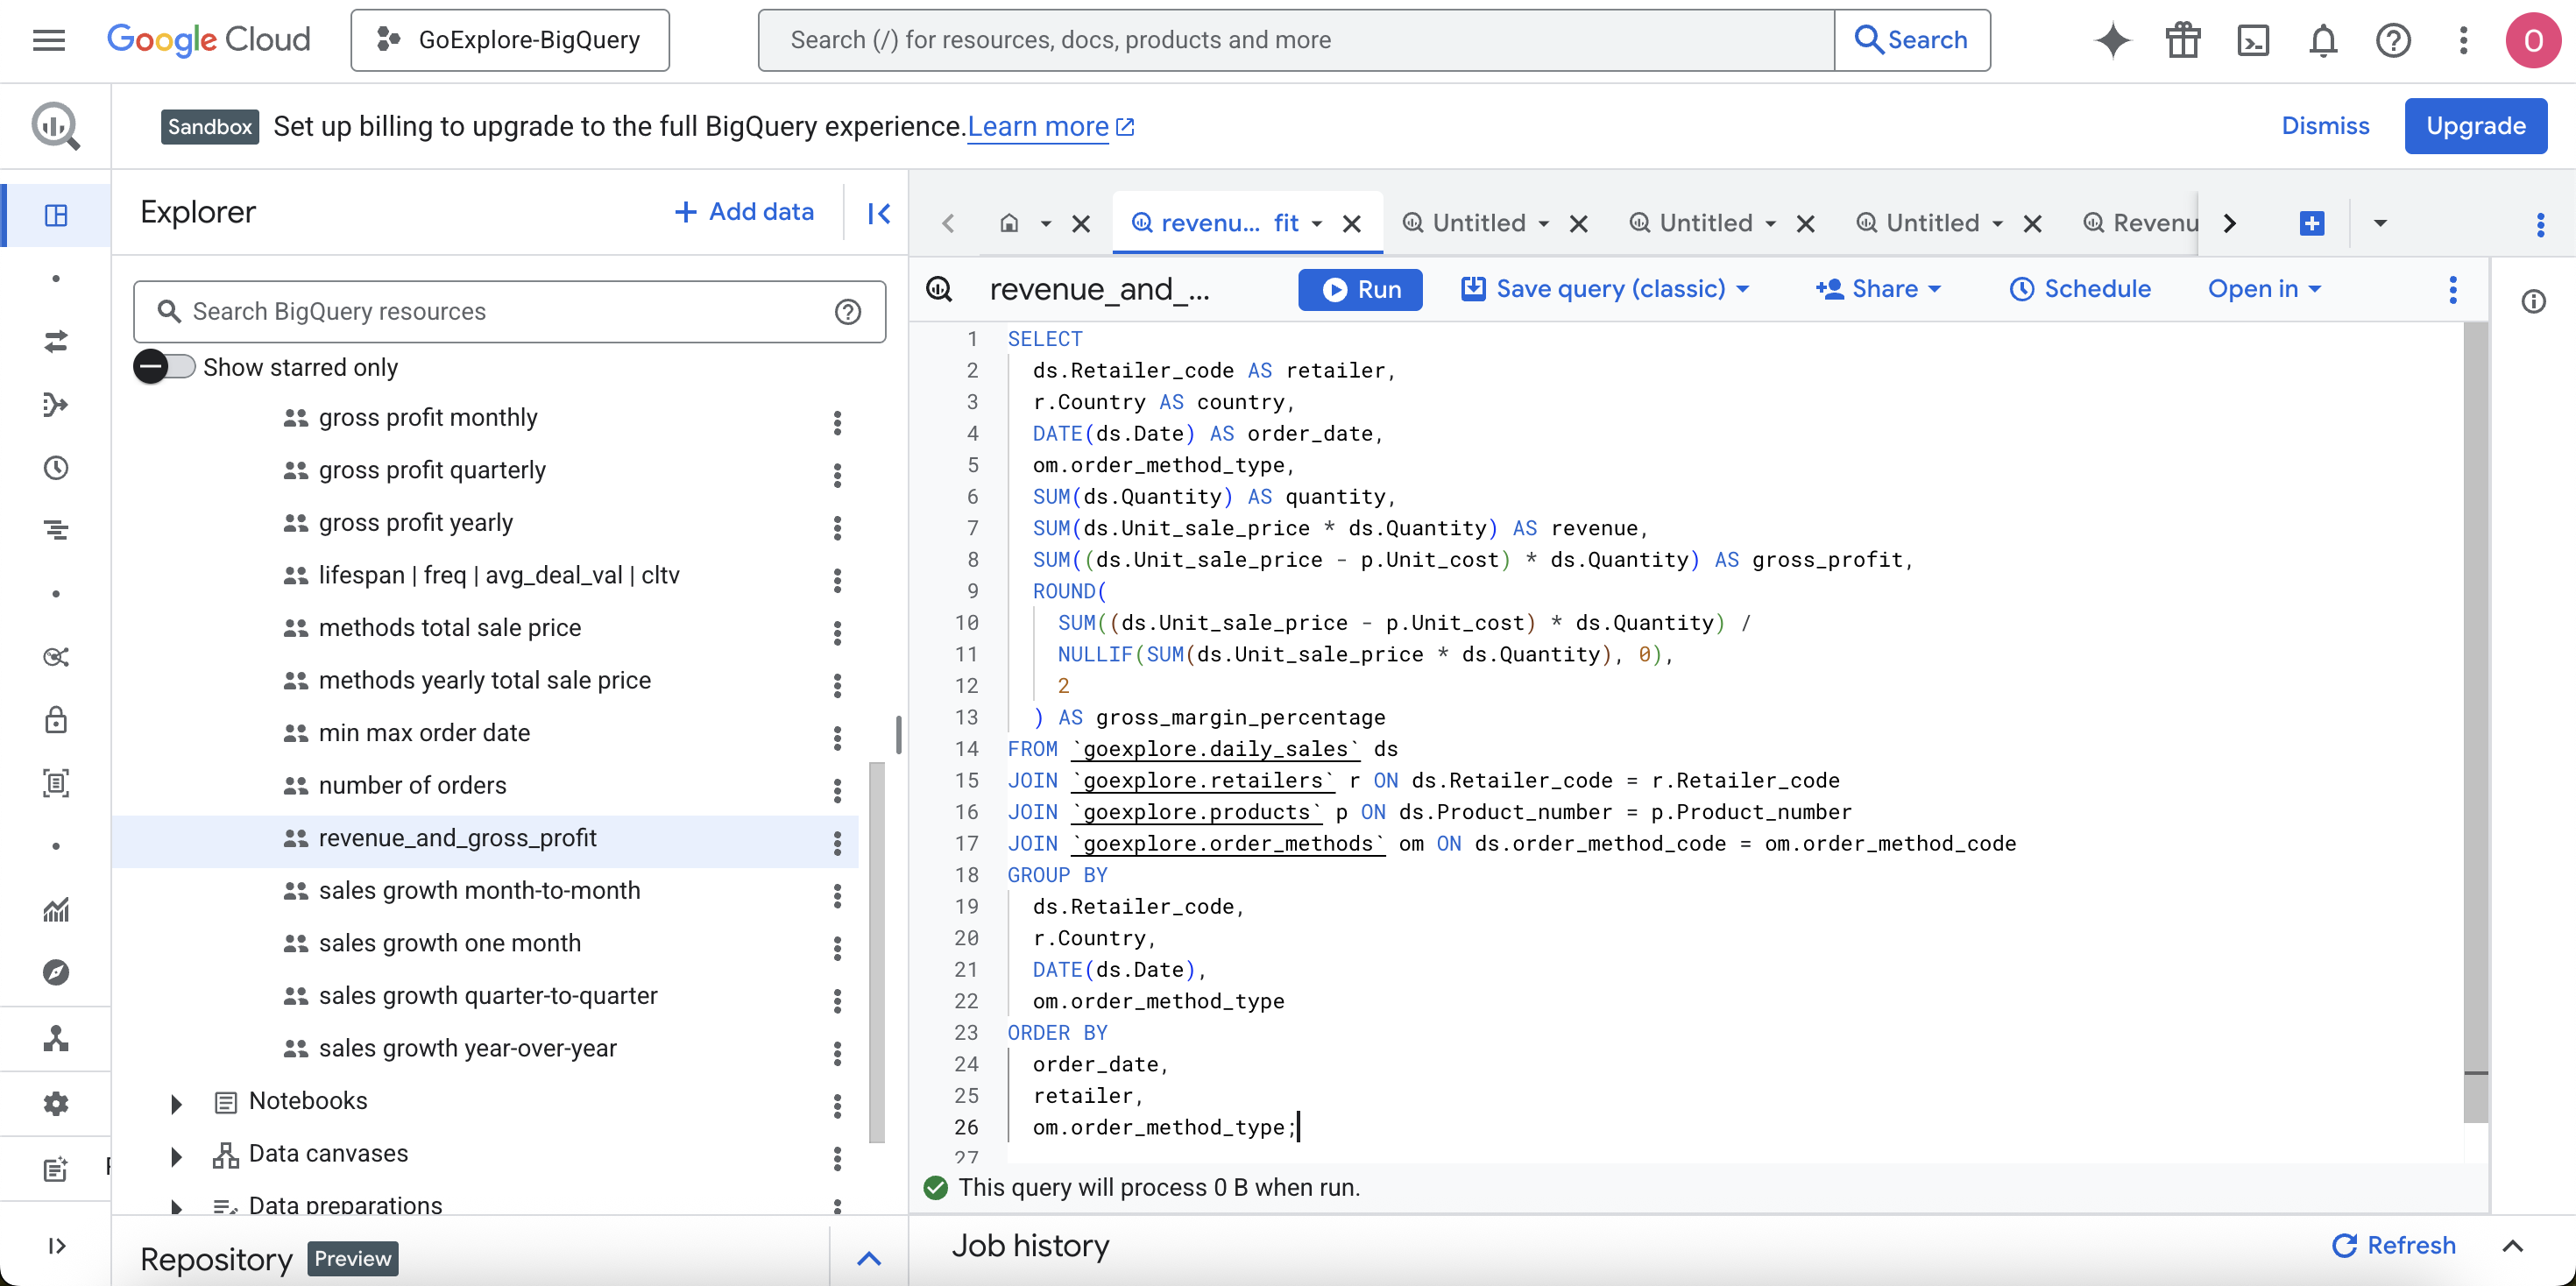 Google Cloud
GoExplore-BigQuery
Search (/) for resources, docs, products and more
Search
O
Sandbox
Set up billing to upgrade to the full BigQuery experience. Learn more
Dismiss
Upgrade
Explorer
+ Add data
Search BigQuery resources
Show starred only
gross profit monthly
gross profit quarterly
gross profit yearly
lifespan | freq | avg_deal_val | cltv
methods total sale price
methods yearly total sale price
min max order date
number of orders
revenue_and_gross_profit
sales growth month-to-month
sales growth one month
sales growth quarter-to-quarter
sales growth year-over-year
Notebooks
Data canvases
Data preparations
Repository
Preview
revenu... fit
Untitled
Untitled
Untitled
Revenu
revenue_and_...
Run
Save query (classic)
Share
Schedule
Open in
1 SELECT
2 ds.Retailer_code AS retailer,
3 r.Country AS country,
4 DATE(ds.Date) AS order_date,
5 om.order_method_type,
6 SUM(ds.Quantity) AS quantity,
7 SUM(ds.Unit_sale_price * ds.Quantity) AS revenue,
8 SUM((ds.Unit_sale_price - p.Unit_cost) * ds.Quantity) AS gross_profit,
9 ROUND(
10 SUM((ds.Unit_sale_price - p.Unit_cost) * ds.Quantity) /
11 NULLIF(SUM(ds.Unit_sale_price * ds.Quantity), 0),
12 2
13 ) AS gross_margin_percentage
14 FROM `goexplore.daily_sales` ds
15 JOIN `goexplore.retailers` r ON ds.Retailer_code = r.Retailer_code
16 JOIN `goexplore.products` p ON ds.Product_number = p.Product_number
17 JOIN `goexplore.order_methods` om ON ds.order_method_code = om.order_method_code
18 GROUP BY
19 ds.Retailer_code,
20 r.Country,
21 DATE(ds.Date),
22 om.order_method_type
23 ORDER BY
24 order_date,
25 retailer,
26 om.order_method_type;
27
This query will process 0 B when run.
Job history
Refresh